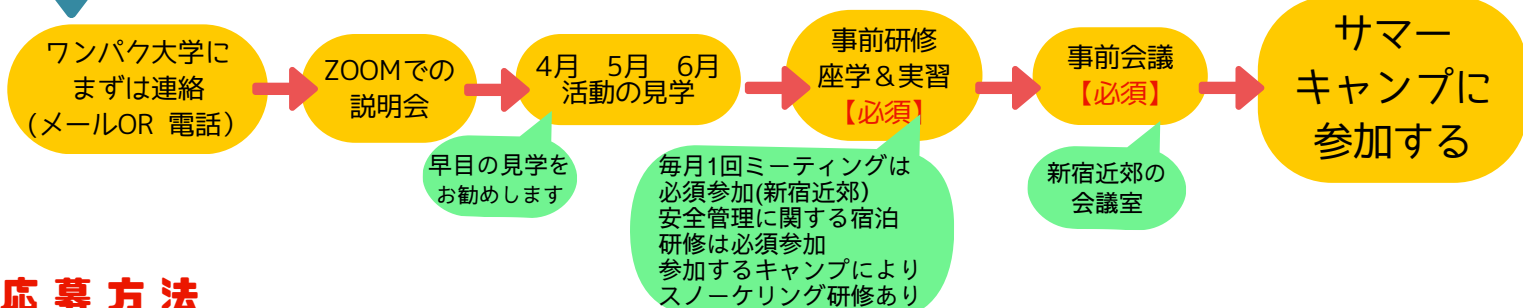 ワンパク大学に
まずは連絡
(メールOR 電話）
ZOOMでの
説明会
4月　5月　6月
活動の見学
事前研修
座学＆実習
【必須】
事前会議
【必須】
サマー
キャンプに
参加する
早目の見学を
お勧めします
毎月1回ミーティングは
必須参加(新宿近郊）
安全管理に関する宿泊
研修は必須参加
参加するキャンプにより
スノーケリング研修あり
新宿近郊の
会議室
応募方法